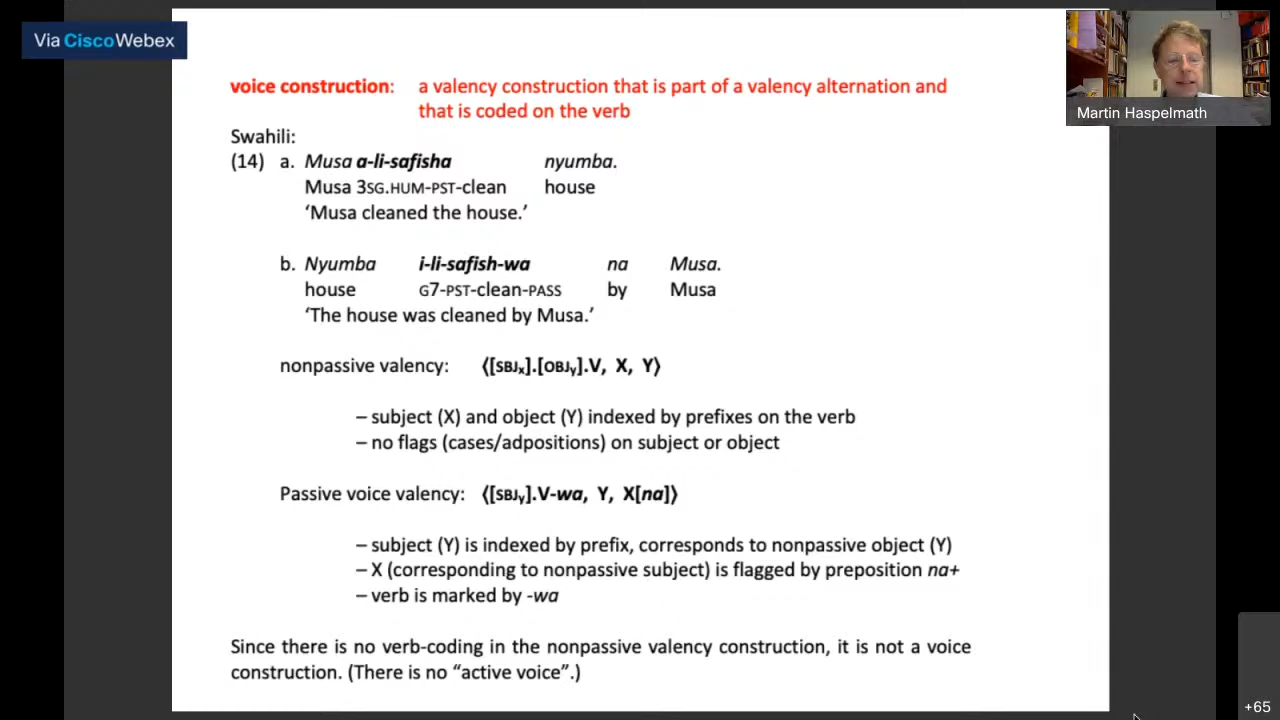 Via Cisco Webex
Martin Haspelmath
voice construction: a valency construction that is part of a valency alternation and
that is coded on the verb
Swahili:
(14) a. Musa a-li-safisha nyumba.
Musa 3SG.HUM-PST-clean house
‘Musa cleaned the house.’
b. Nyumba i-li-safish-wa na Musa.
house G7-PST-clean-PASS by Musa
‘The house was cleaned by Musa.’
nonpassive valency: ⟨[SBJx].[OBJy].V, X, Y⟩
– subject (X) and object (Y) indexed by prefixes on the verb
– no flags (cases/adpositions) on subject or object
Passive voice valency: ⟨[SBJy].V-wa, Y, X[na]⟩
– subject (Y) is indexed by prefix, corresponds to nonpassive object (Y)
– X (corresponding to nonpassive subject) is flagged by preposition na+
– verb is marked by -wa
Since there is no verb-coding in the nonpassive valency construction, it is not a voice
construction. (There is no “active voice”.)
+65